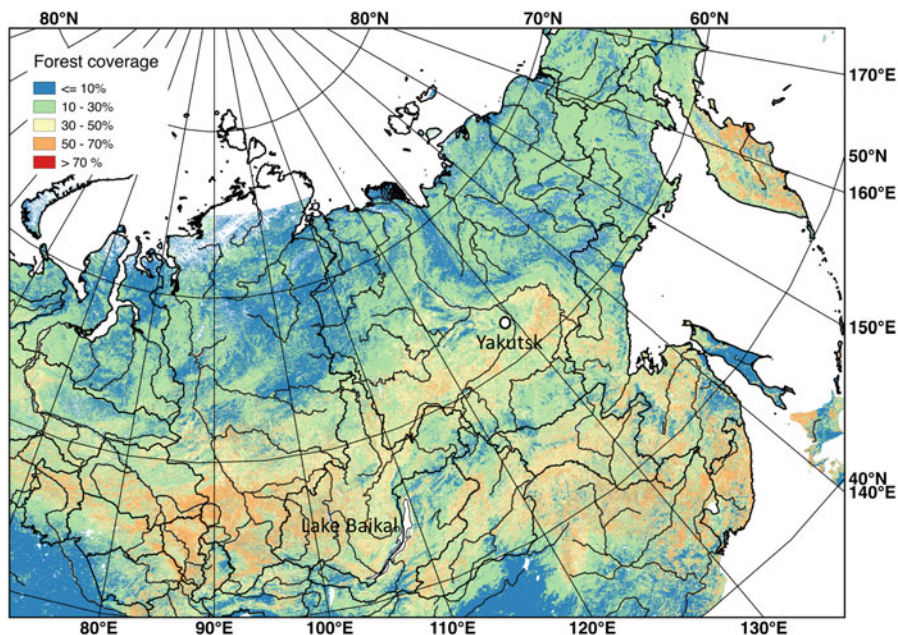 80°N
80°N
70°N
60°N
Forest coverage
<= 10%
10 - 30%
30 - 50%
50 - 70%
> 70 %
170°E
50°N
160°E
150°E
Yakutsk
40°N
140°E
Lake Baikal
80°E
90°E
100°E
110°E
120°E
130°E